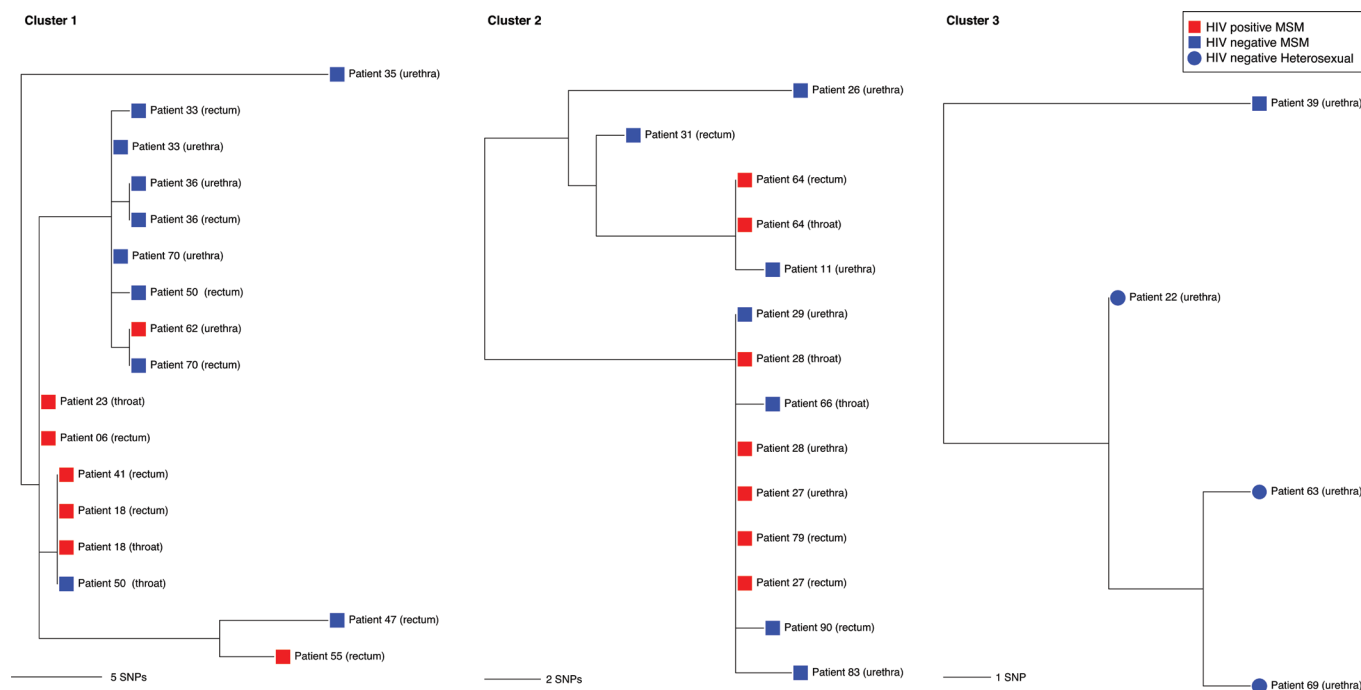 Cluster 1
Patient 35 (urethra)
Patient 33 (rectum)
Patient 33 (urethra)
Patient 36 (urethra)
Patient 36 (rectum)
Patient 70 (urethra)
Patient 50 (rectum)
Patient 62 (urethra)
Patient 70 (rectum)
Patient 23 (throat)
Patient 06 (rectum)
Patient 41 (rectum)
Patient 18 (rectum)
Patient 18 (throat)
Patient 50 (throat)
Patient 47 (rectum)
Patient 55 (rectum)
5 SNPs
Cluster 2
Patient 26 (urethra)
Patient 31 (rectum)
Patient 64 (rectum)
Patient 64 (throat)
Patient 11 (urethra)
Patient 29 (urethra)
Patient 28 (throat)
Patient 66 (throat)
Patient 28 (urethra)
Patient 27 (urethra)
Patient 79 (rectum)
Patient 27 (rectum)
Patient 90 (rectum)
Patient 83 (urethra)
2 SNPs
Cluster 3
HIV positive MSM
HIV negative MSM
HIV negative Heterosexual
Patient 39 (urethra)
Patient 22 (urethra)
Patient 63 (urethra)
Patient 69 (urethra)
1 SNP